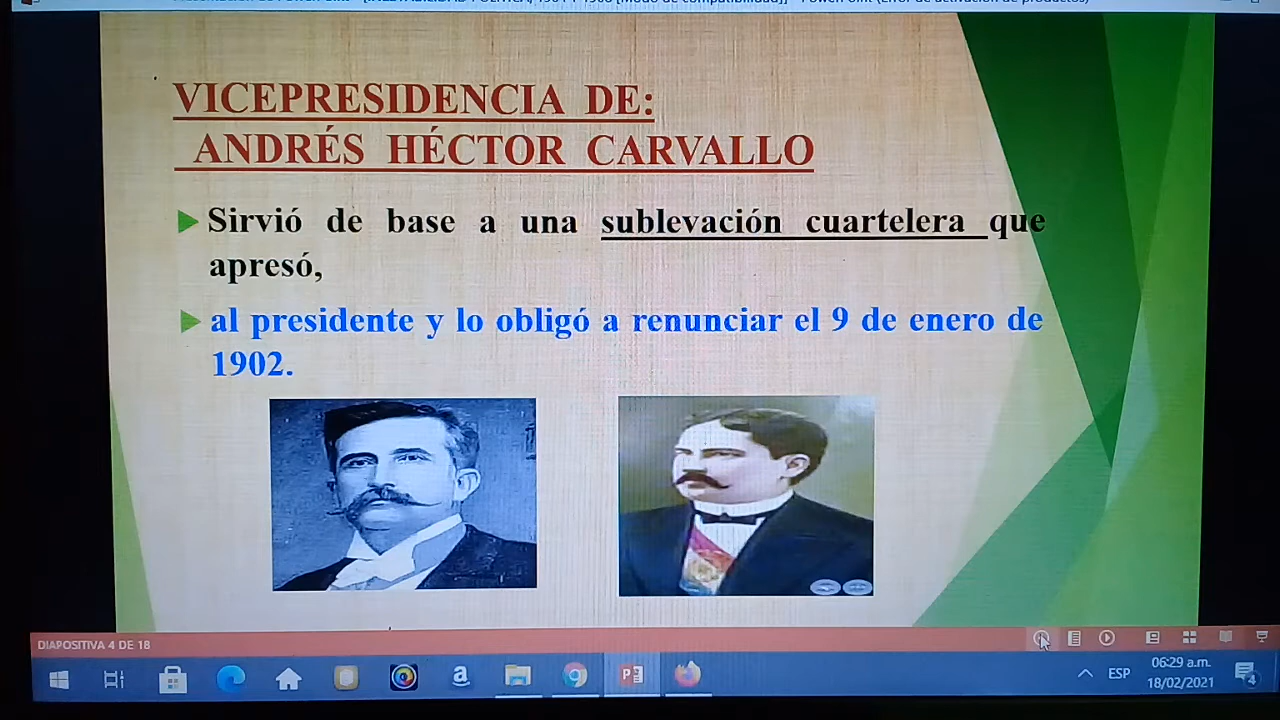 VICEPRESIDENCIA DE:
ANDRÉS HÉCTOR CARVALLO
Sirvió de base a una sublevación cuartelera que
apresó,
al presidente y lo obligó a renunciar el 9 de enero de
1902.
DIAPOSITIVA 4 DE 18
ESP
06:29 a.m.
18/02/2021
4